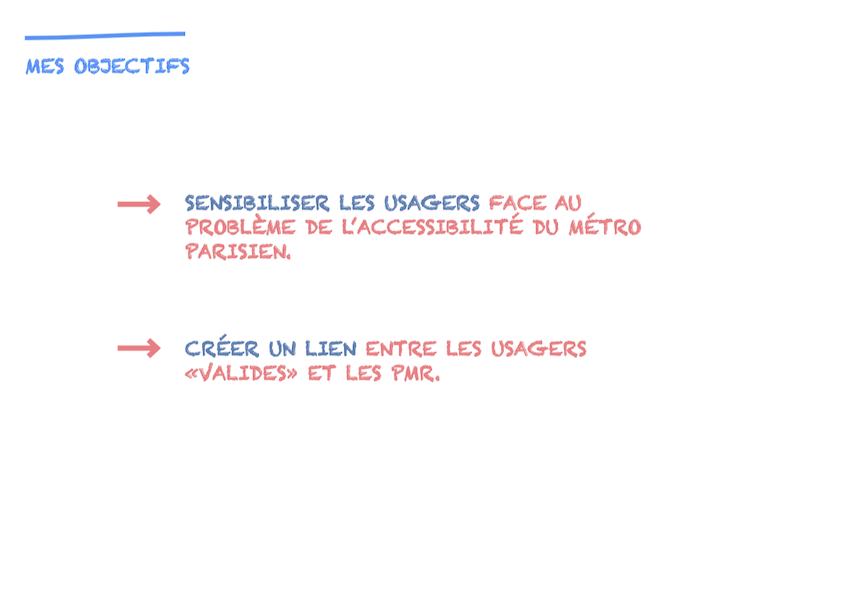 MES OBJECTIFS
SENSIBILISER LES USAGERS FACE AU
PROBLÈME DE L'ACCESSIBILITÉ DU MÉTRO
PARISIEN.
CRÉER UN LIEN ENTRE LES USAGERS
«VALIDES» ET LES PMR.